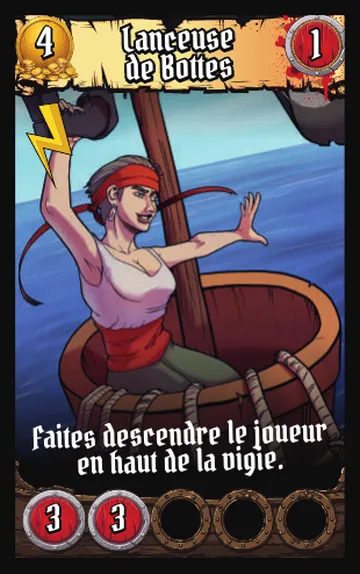 4
Lanceuse
de Bottes
1
Faites descendre le joueur
en haut de la vigie.
3 3